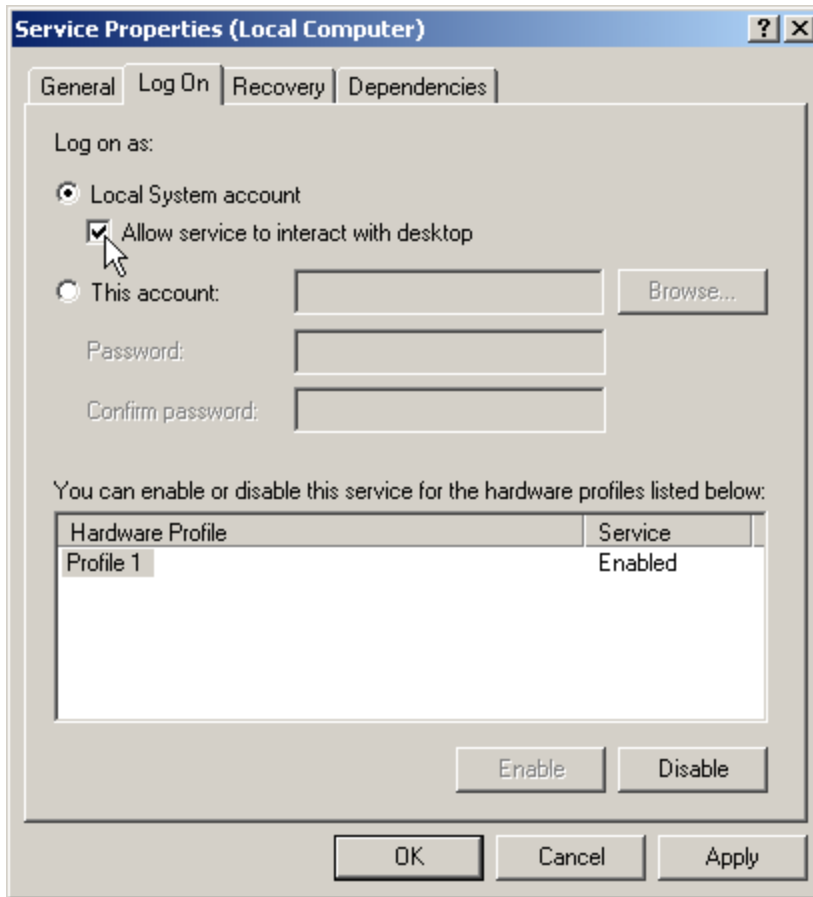 Service Properties (Local Computer)
General Log On Recovery Dependencies
Log on as:
Local System account
Allow service to interact with desktop
This account: Browse...
Password:
Confirm password:
You can enable or disable this service for the hardware profiles listed below:
Hardware Profile Service
Profile 1 Enabled
Enable Disable
OK Cancel Apply